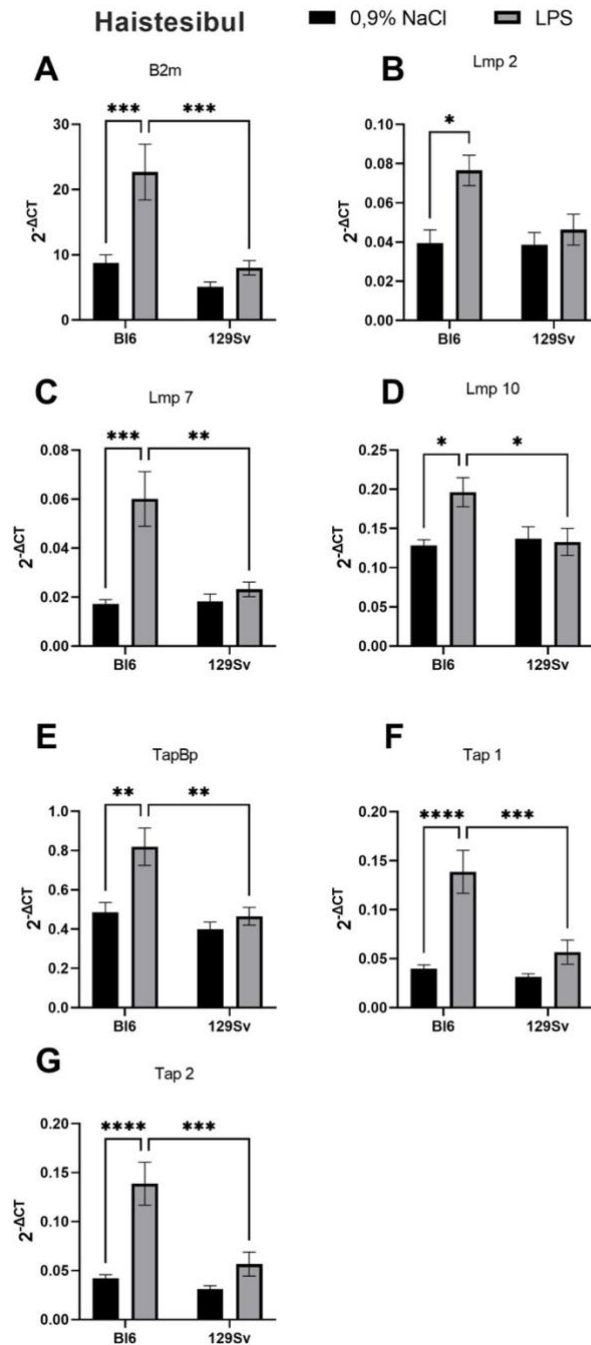 Haistesibul
0,9% NaCl LPS
A
B2m
*** ***
30
20
10
0
2^-ΔCT
Bl6 129Sv
B
Lmp 2
*
0.10
0.08
0.06
0.04
0.02
0.00
2^-ΔCT
Bl6 129Sv
C
Lmp 7
*** **
0.08
0.06
0.04
0.02
0.00
2^-ΔCT
Bl6 129Sv
D
Lmp 10
* *
0.25
0.20
0.15
0.10
0.05
0.00
2^-ΔCT
Bl6 129Sv
E
TapBp
** **
1.0
0.8
0.6
0.4
0.2
0.0
2^-ΔCT
Bl6 129Sv
F
Tap 1
**** ***
0.20
0.15
0.10
0.05
0.00
2^-ΔCT
Bl6 129Sv
G
Tap 2
**** ***
0.20
0.15
0.10
0.05
0.00
2^-ΔCT
Bl6 129Sv